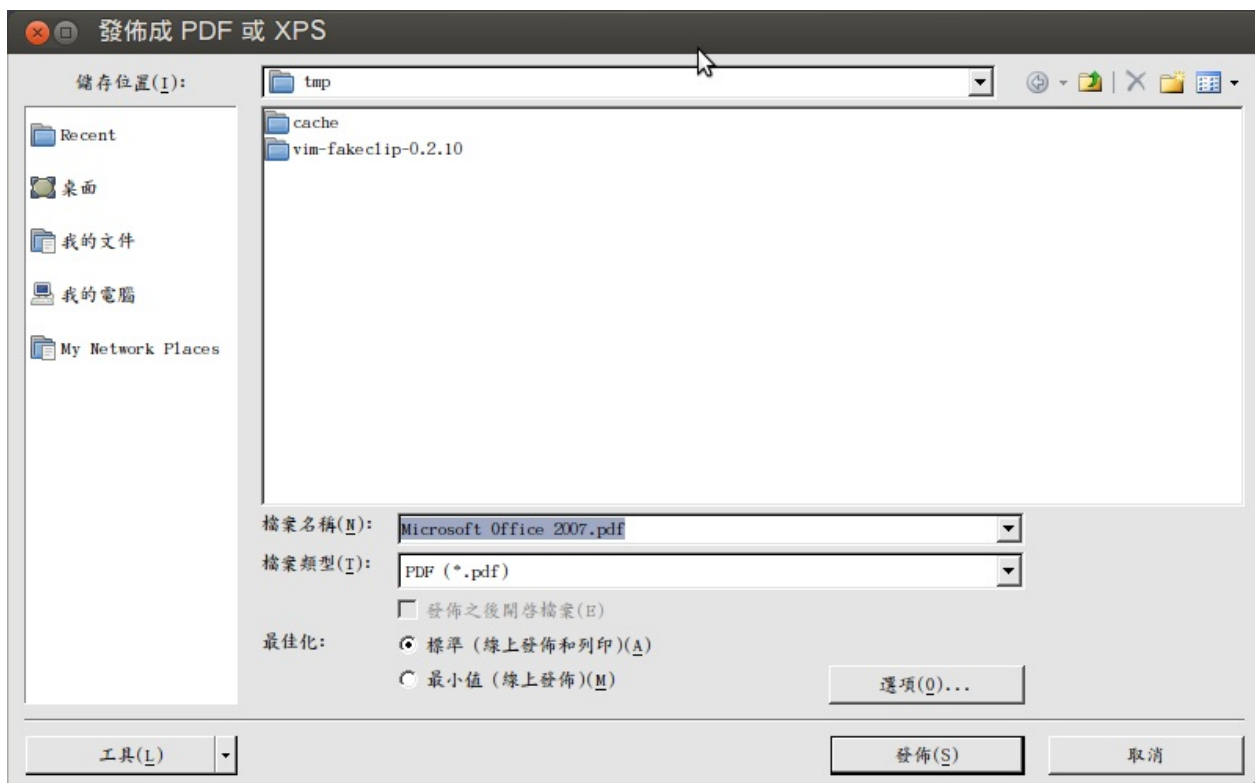 發佈成 PDF 或 XPS
儲存位置(I):
tmp
Recent
桌面
我的文件
我的電腦
My Network Places
cache
vim-fakeclip-0.2.10
檔案名稱(N):
Microsoft Office 2007.pdf
檔案類型(T):
PDF (*.pdf)
發佈之後開啓檔案(E)
最佳化:
標準 (線上發佈和列印)(A)
最小值 (線上發佈)(M)
選項(O)...
工具(L)
發佈(S)
取消